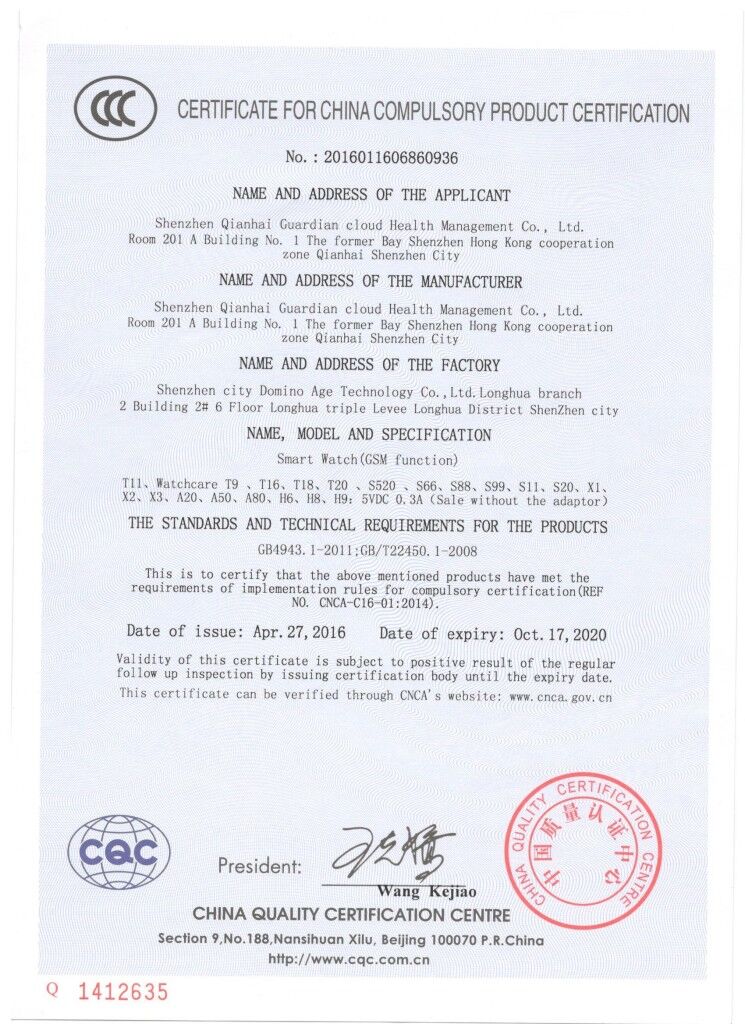 CCC
CERTIFICATE FOR CHINA COMPULSORY PRODUCT CERTIFICATION
No. : 2016011606860936
NAME AND ADDRESS OF THE APPLICANT
Shenzhen Qianhai Guardian cloud Health Management Co., Ltd.
Room 201 A Building No. 1 The former Bay Shenzhen Hong Kong cooperation
zone Qianhai Shenzhen City
NAME AND ADDRESS OF THE MANUFACTURER
Shenzhen Qianhai Guardian cloud Health Management Co., Ltd.
Room 201 A Building No. 1 The former Bay Shenzhen Hong Kong cooperation
zone Qianhai Shenzhen City
NAME AND ADDRESS OF THE FACTORY
Shenzhen city Domino Age Technology Co.,Ltd.Longhua branch
2 Building 2# 6 Floor Longhua triple Levee Longhua District ShenZhen city
NAME, MODEL AND SPECIFICATION
Smart Watch(GSM function)
T11、Watchcare T9 、T16、T18、T20 、S520 、S66、S88、S99、S11、S20、X1、
X2、X3、A20、A50、A80、H6、H8、H9: 5VDC 0.3A (Sale without the adaptor)
THE STANDARDS AND TECHNICAL REQUIREMENTS FOR THE PRODUCTS
GB4943.1-2011;GB/T22450.1-2008
This is to certify that the above mentioned products have met the
requirements of implementation rules for compulsory certification(REF
NO. CNCA-C16-01:2014).
Date of issue: Apr.27,2016 Date of expiry: Oct.17,2020
Validity of this certificate is subject to positive result of the regular
follow up inspection by issuing certification body until the expiry date.
This certificate can be verified through CNCA's website: www.cnca.gov.cn
CQC
President:
Wang Kejiao
CHINA QUALITY CERTIFICATION CENTRE
中国质量认证中心
CHINA QUALITY CERTIFICATION CENTRE
Section 9,No.188,Nansihuan Xilu, Beijing 100070 P.R.China
http://www.cqc.com.cn
Q 1412635